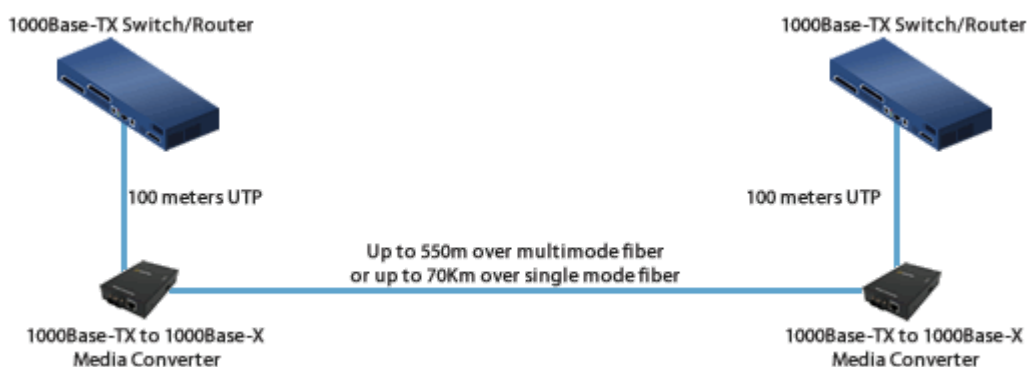 1000Base-TX Switch/Router
1000Base-TX Switch/Router
100 meters UTP
100 meters UTP
Up to 550m over multimode fiber
or up to 70Km over single mode fiber
1000Base-TX to 1000Base-X
Media Converter
1000Base-TX to 1000Base-X
Media Converter